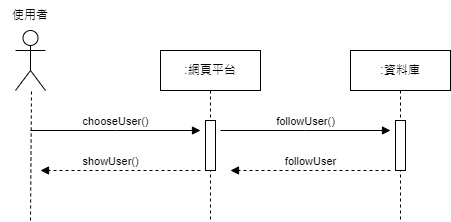 使用者
:網頁平台
:資料庫
chooseUser()
followUser()
showUser()
followUser